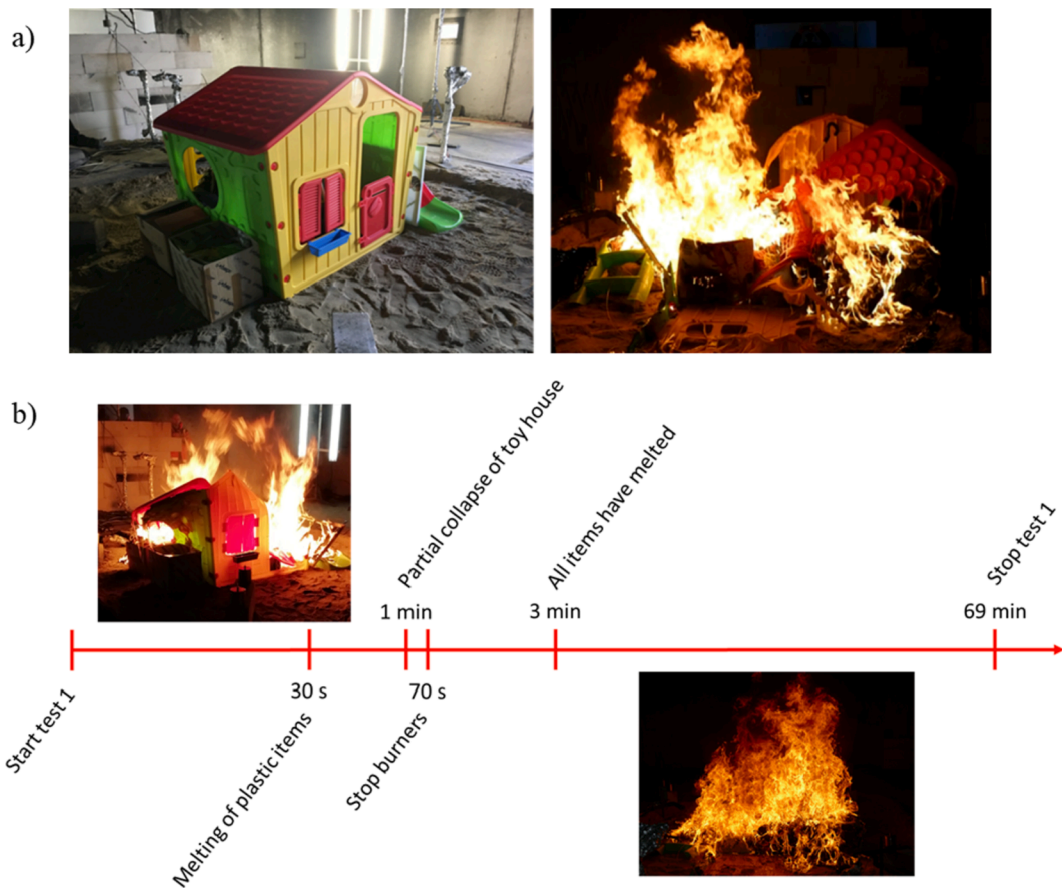 a)
b)
Partial collapse of toy house
All items have melted
Stop test 1
1 min
3 min
69 min
30 s
70 s
Start test 1
Melting of plastic items
Stop burners